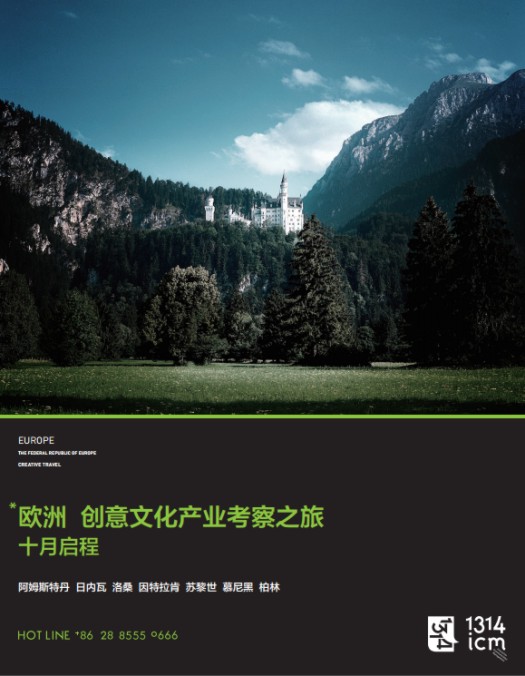 EUROPE
THE FEDERAL REPUBLIC OF EUROPE
CREATIVE TRAVEL
*欧洲 创意文化产业考察之旅
十月启程
阿姆斯特丹 日内瓦 洛桑 因特拉肯 苏黎世 慕尼黑 柏林
HOT LINE +86 28 8555 0666
1314
1314
icm